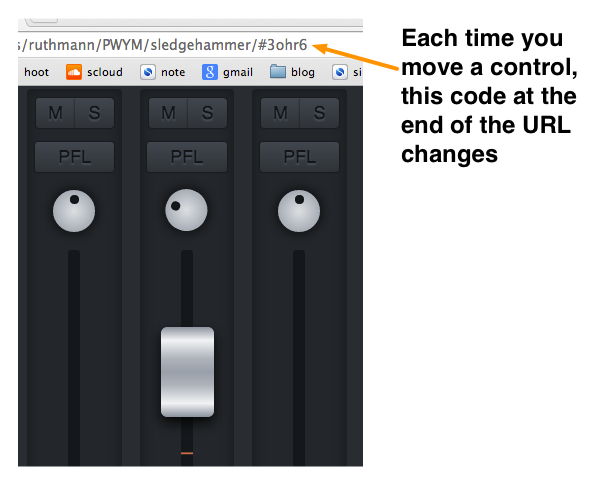 s/ruthmann/PWYM/sledgehammer/#3ohr6
hoot scloud note gmail blog si
M S M S M S
PFL PFL PFL
Each time you
move a control,
this code at the
end of the URL
changes